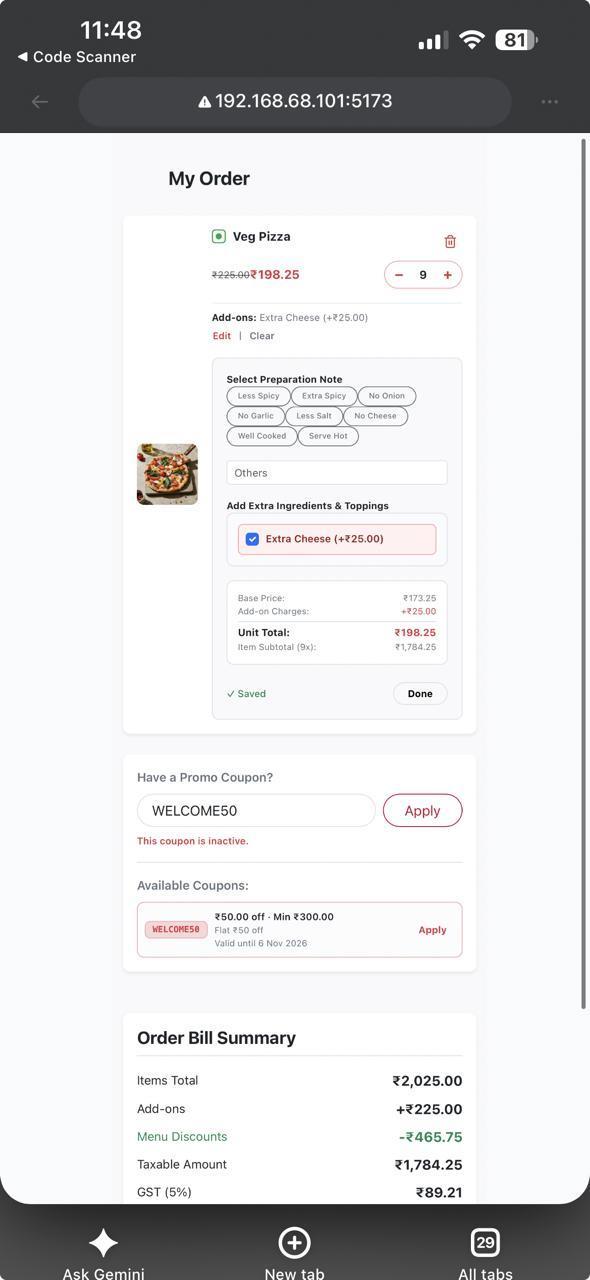 11:48
81
◀ Code Scanner
192.168.68.101:5173
My Order
Veg Pizza
₹225.00 ₹198.25
− 9 +
Add-ons: Extra Cheese (+₹25.00)
Edit | Clear
Select Preparation Note
Less Spicy Extra Spicy No Onion
No Garlic Less Salt No Cheese
Well Cooked Serve Hot
Others
Add Extra Ingredients & Toppings
Extra Cheese (+₹25.00)
Base Price: ₹173.25
Add-on Charges: +₹25.00
Unit Total: ₹198.25
Item Subtotal (9x): ₹1,784.25
✓ Saved Done
Have a Promo Coupon?
WELCOME50 Apply
This coupon is inactive.
Available Coupons:
WELCOME50
₹50.00 off · Min ₹300.00
Flat ₹50 off
Valid until 6 Nov 2026
Apply
Order Bill Summary
Items Total ₹2,025.00
Add-ons +₹225.00
Menu Discounts -₹465.75
Taxable Amount ₹1,784.25
GST (5%) ₹89.21
29
Ask Gemini New tab All tabs